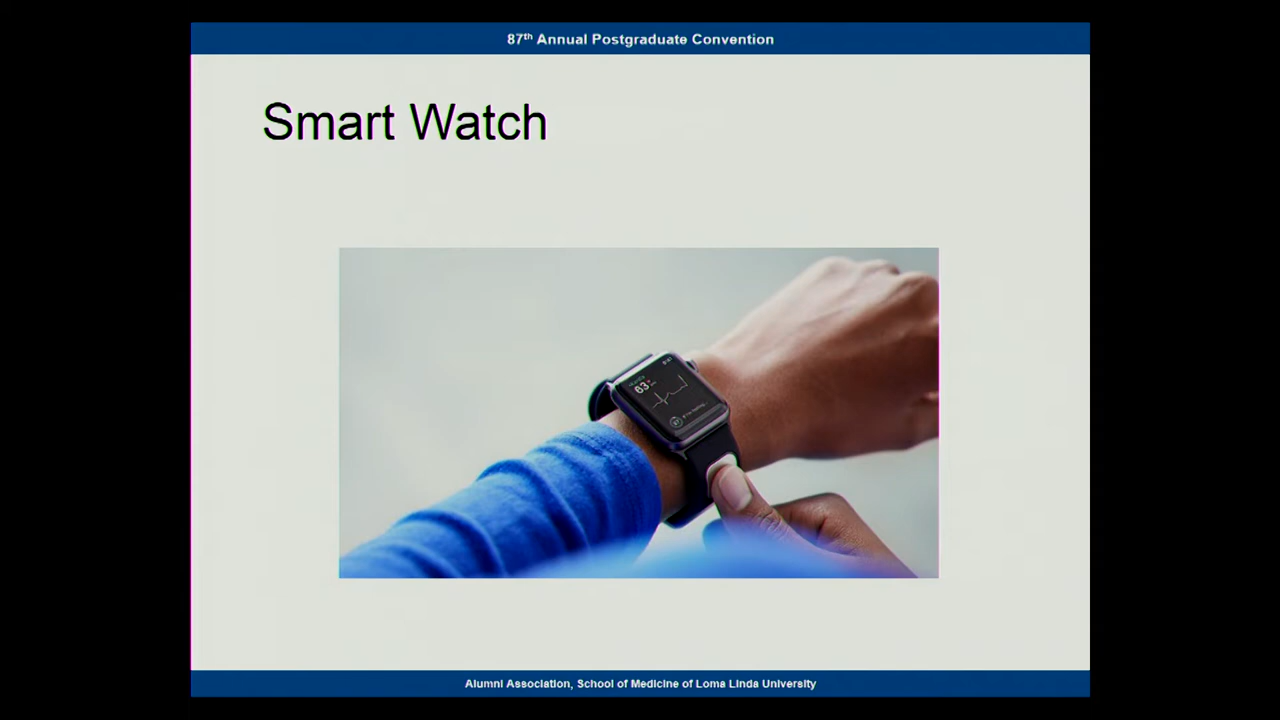 87th Annual Postgraduate Convention
Smart Watch
63
Alumni Association, School of Medicine of Loma Linda University